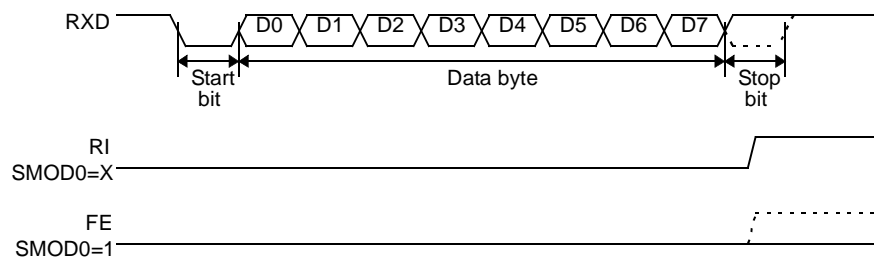 RXD D0 D1 D2 D3 D4 D5 D6 D7
Start bit
Data byte
Stop bit
RI
SMOD0=X
FE
SMOD0=1